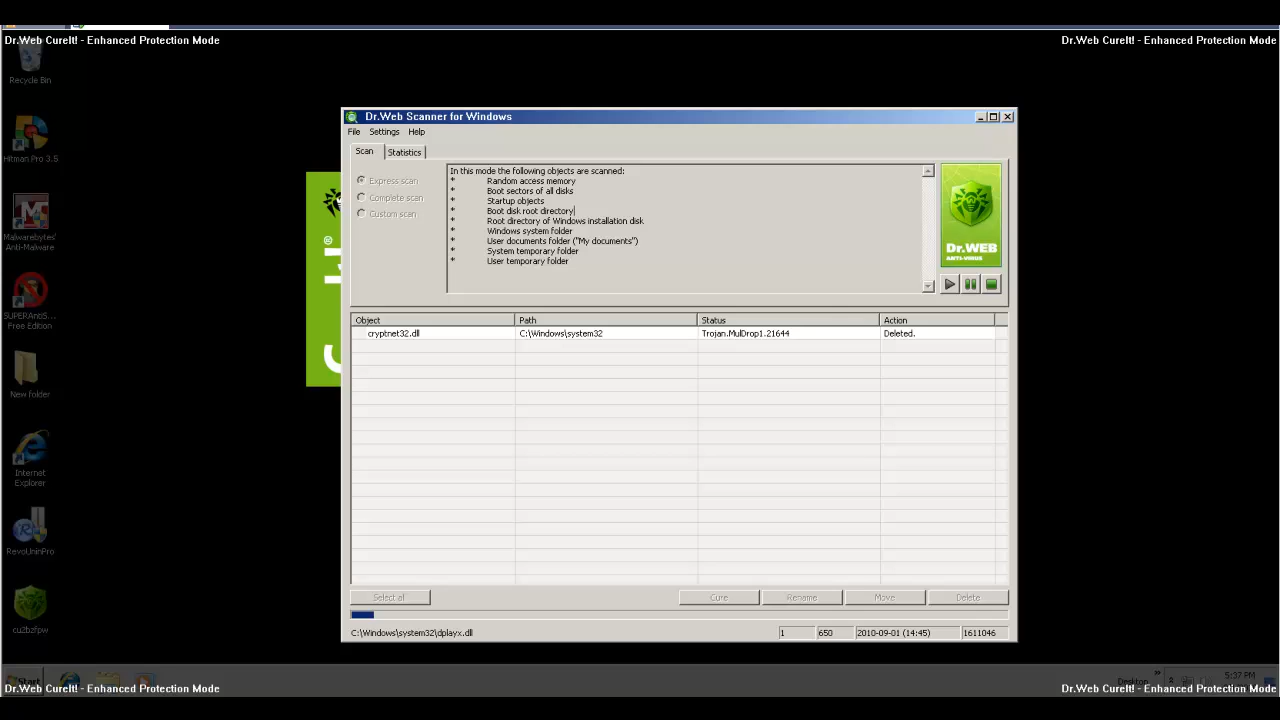 Dr.Web CureIt! - Enhanced Protection Mode
Dr.Web CureIt! - Enhanced Protection Mode
Recycle Bin
Hitman Pro 3.5
Malwarebytes' Anti-Malware
SUPERAntiS... Free Edition
New folder
Internet Explorer
RevoUninPro
cu2bzfpw
Dr.Web Scanner for Windows
File Settings Help
Scan Statistics
Express scan
Complete scan
Custom scan
In this mode the following objects are scanned:
* Random access memory
* Boot sectors of all disks
* Startup objects
* Boot disk root directory
* Root directory of Windows installation disk
* Windows system folder
* User documents folder ("My documents")
* System temporary folder
* User temporary folder
Dr.WEB
ANTI-VIRUS
Object Path Status Action
cryptnet32.dll C:\Windows\system32 Trojan.MulDrop1.21644 Deleted.
Select all Cure Rename Move Delete
C:\Windows\system32\dplayx.dll 1 650 2010-09-01 (14:45) 1611046
Start Desktop » 5:37 PM
Dr.Web CureIt! - Enhanced Protection Mode
Dr.Web CureIt! - Enhanced Protection Mode